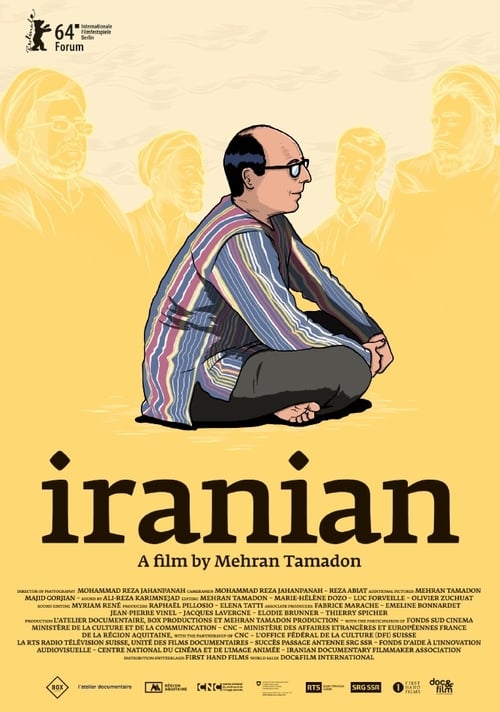 64 Internationale
Filmfestspiele
Berlin
Forum
iranian
A film by Mehran Tamadon
DIRECTOR OF PHOTOGRAPHY MOHAMMAD REZA JAHANPANAH CAMERAMEN MOHAMMAD REZA JAHANPANAH - REZA ABIAT ADDITIONAL PICTURES MEHRAN TAMADON
MAJID GORJIAN - SOUND BY ALI-REZA KARIMNEJAD EDITING MEHRAN TAMADON - MARIE-HÉLÈNE DOZO - LUC FORVEILLE - OLIVIER ZUCHUAT
SOUND EDITING MYRIAM RENÉ PRODUCERS RAPHAËL PILLOSIO - ELENA TATTI ASSOCIATE PRODUCERS FABRICE MARACHE - EMELINE BONNARDET
JEAN-PIERRE VINEL - JACQUES LAVERGNE - ELODIE BRUNNER - THIERRY SPICHER
PRODUCTION L'ATELIER DOCUMENTAIRE, BOX PRODUCTIONS ET MEHRAN TAMADON PRODUCTION - WITH THE PARTICIPATION OF FONDS SUD CINEMA
MINISTÈRE DE LA CULTURE ET DE LA COMMUNICATION - CNC - MINISTÈRE DES AFFAIRES ETRANGÈRES ET EUROPÉENNES FRANCE
DE LA RÉGION AQUITAINE, WITH THE PARTNERSHIP OF CNC - L'OFFICE FÉDÉRAL DE LA CULTURE (DFI) SUISSE
LA RTS RADIO TÉLÉVISION SUISSE, UNITÉ DES FILMS DOCUMENTAIRES - SUCCÈS PASSAGE ANTENNE SRG SSR - FONDS D'AIDE À L'INNOVATION
AUDIOVISUELLE - CENTRE NATIONAL DU CINÉMA ET DE L'IMAGE ANIMÉE - IRANIAN DOCUMENTARY FILMMAKER ASSOCIATION
DISTRIBUTION SWITZERLAND FIRST HAND FILMS WORLD SALES DOC&FILM INTERNATIONAL
BOX
l'atelier documentaire
RÉGION
AQUITAINE
CNC
RTS
SRG SSR
FIRST
HAND
FILMS
doc&
film